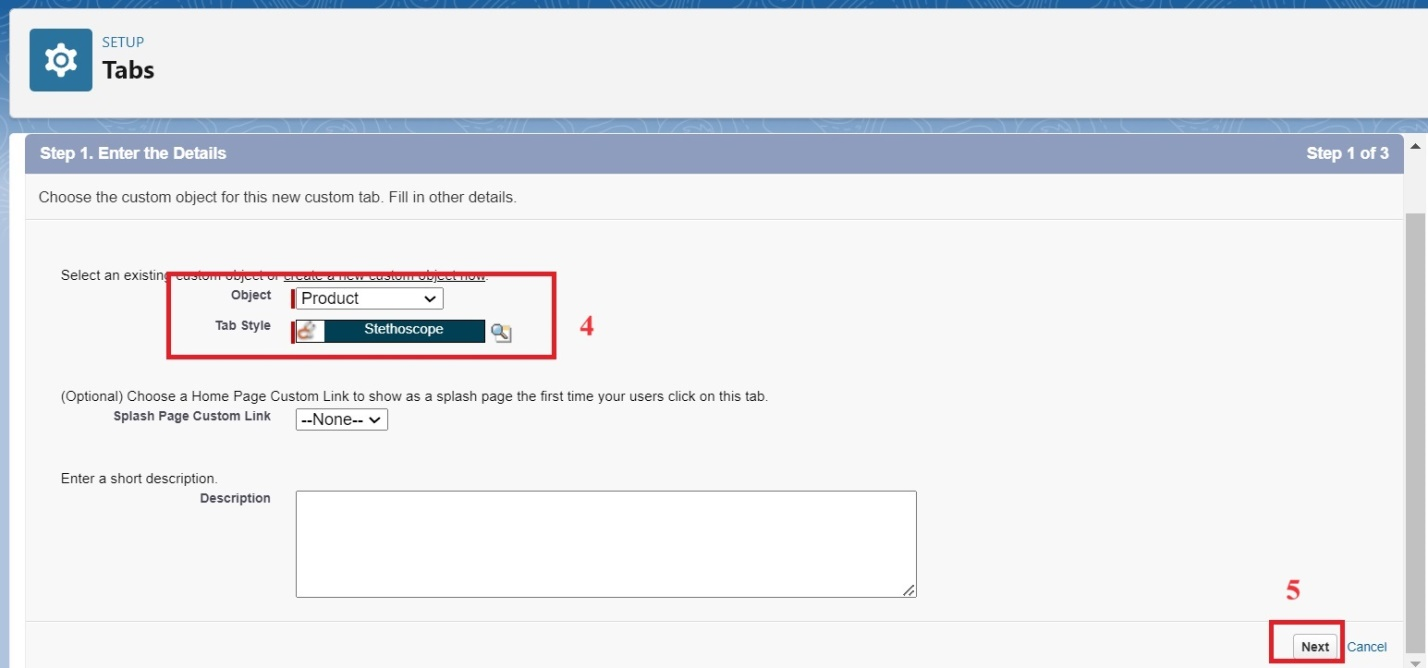 SETUP
Tabs
Step 1. Enter the Details Step 1 of 3
Choose the custom object for this new custom tab. Fill in other details.
Select an existing custom object or create a new custom object now.
Object Product
Tab Style Stethoscope
4
(Optional) Choose a Home Page Custom Link to show as a splash page the first time your users click on this tab.
Splash Page Custom Link --None--
Enter a short description.
Description
5
Next Cancel